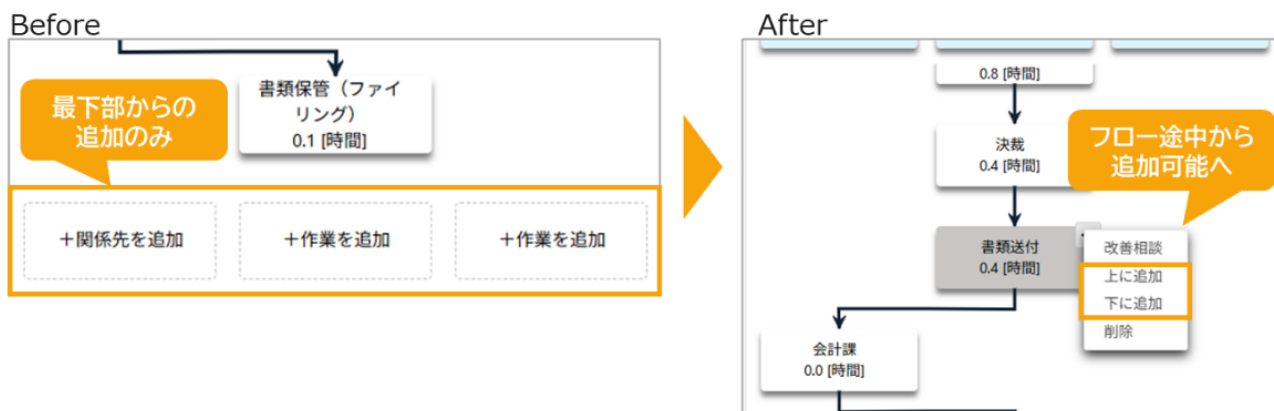 Before
最下部からの
追加のみ
書類保管（ファイ
リング）
0.1 [時間]
＋関係先を追加
＋作業を追加
＋作業を追加
After
0.8 [時間]
決裁
0.4 [時間]
フロー途中から
追加可能へ
書類送付
0.4 [時間]
改善相談
上に追加
下に追加
削除
会計課
0.0 [時間]